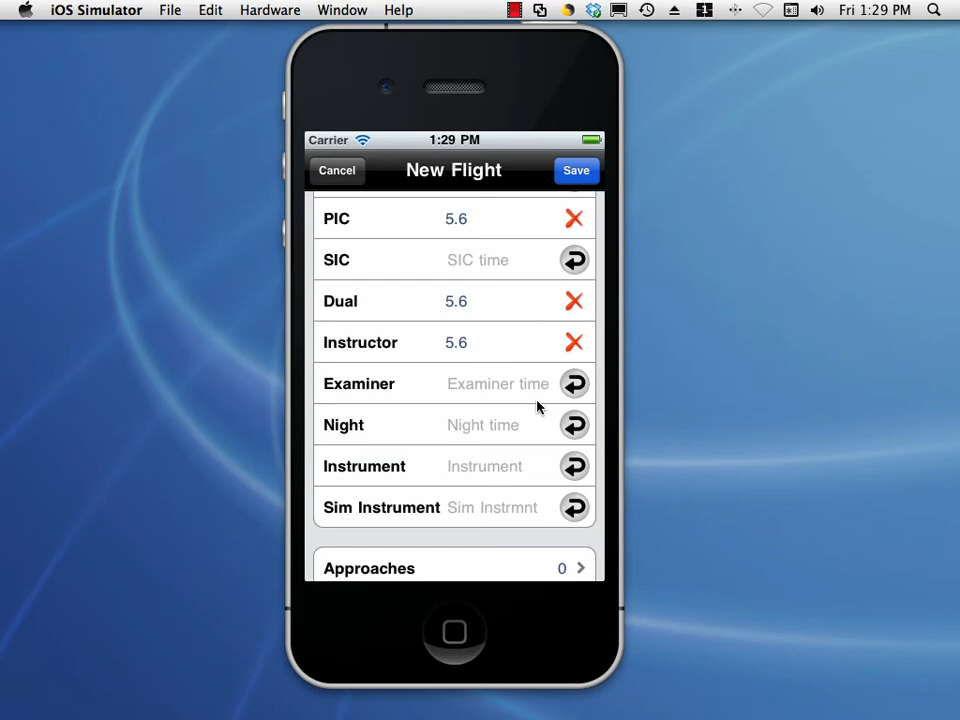 iOS Simulator File Edit Hardware Window Help 1 Fri 1:29 PM
Carrier 1:29 PM
Cancel New Flight Save
PIC 5.6
SIC SIC time
Dual 5.6
Instructor 5.6
Examiner Examiner time
Night Night time
Instrument Instrument
Sim Instrument Sim Instrmnt
Approaches 0